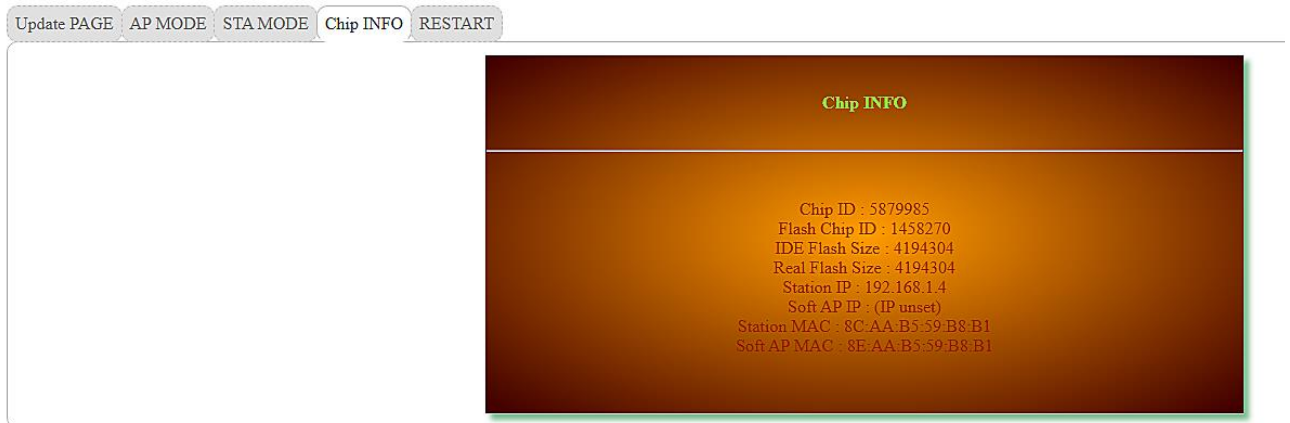 Update PAGE AP MODE STA MODE Chip INFO RESTART
Chip INFO
Chip ID : 5879985
Flash Chip ID : 1458270
IDE Flash Size : 4194304
Real Flash Size : 4194304
Station IP : 192.168.1.4
Soft AP IP : (IP unset)
Station MAC : 8C:AA:B5:59:B8:B1
Soft AP MAC : 8E:AA:B5:59:B8:B1